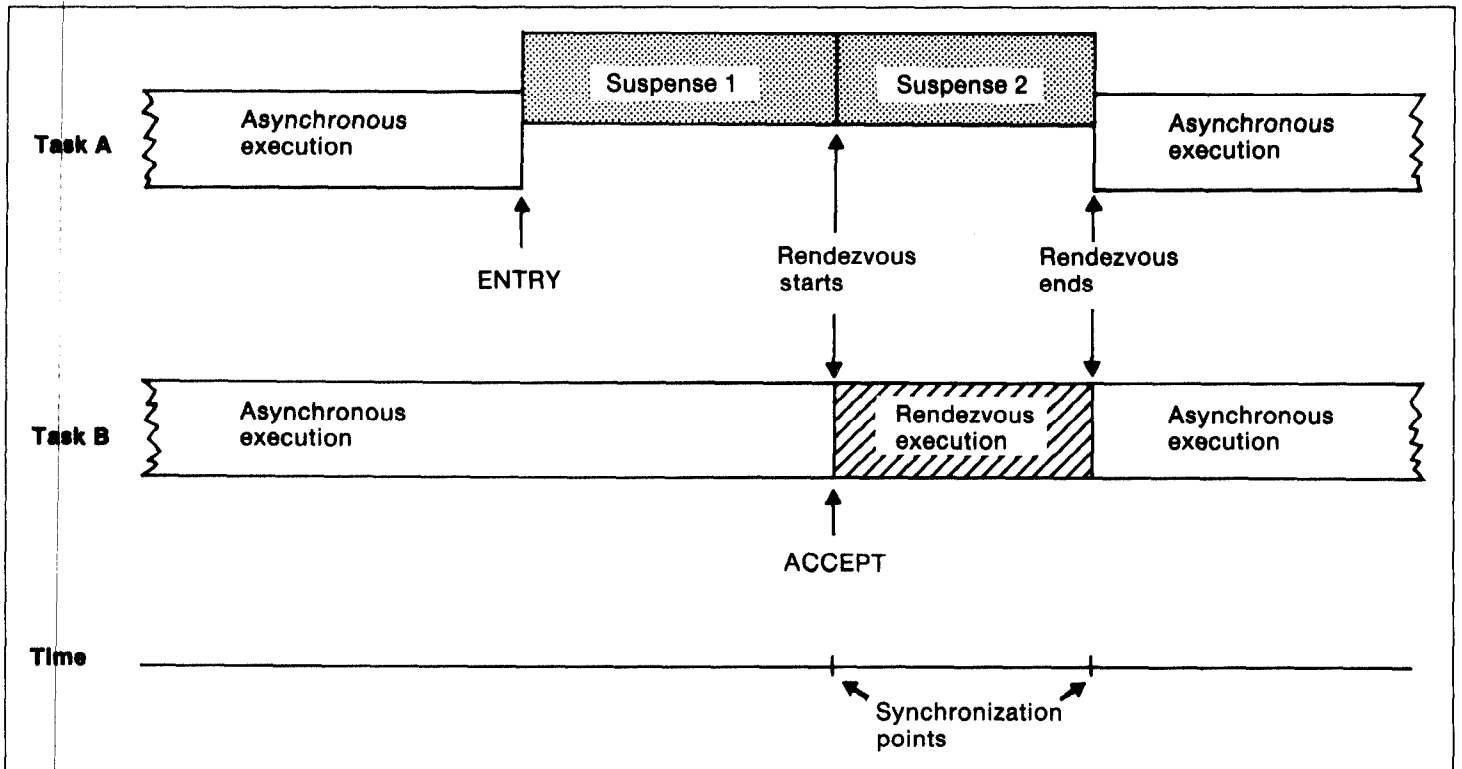 Suspense 1
Suspense 2
Task A
Asynchronous
execution
Asynchronous
execution
ENTRY
Rendezvous
starts
Rendezvous
ends
Task B
Asynchronous
execution
Rendezvous
execution
Asynchronous
execution
ACCEPT
Time
Synchronization
points